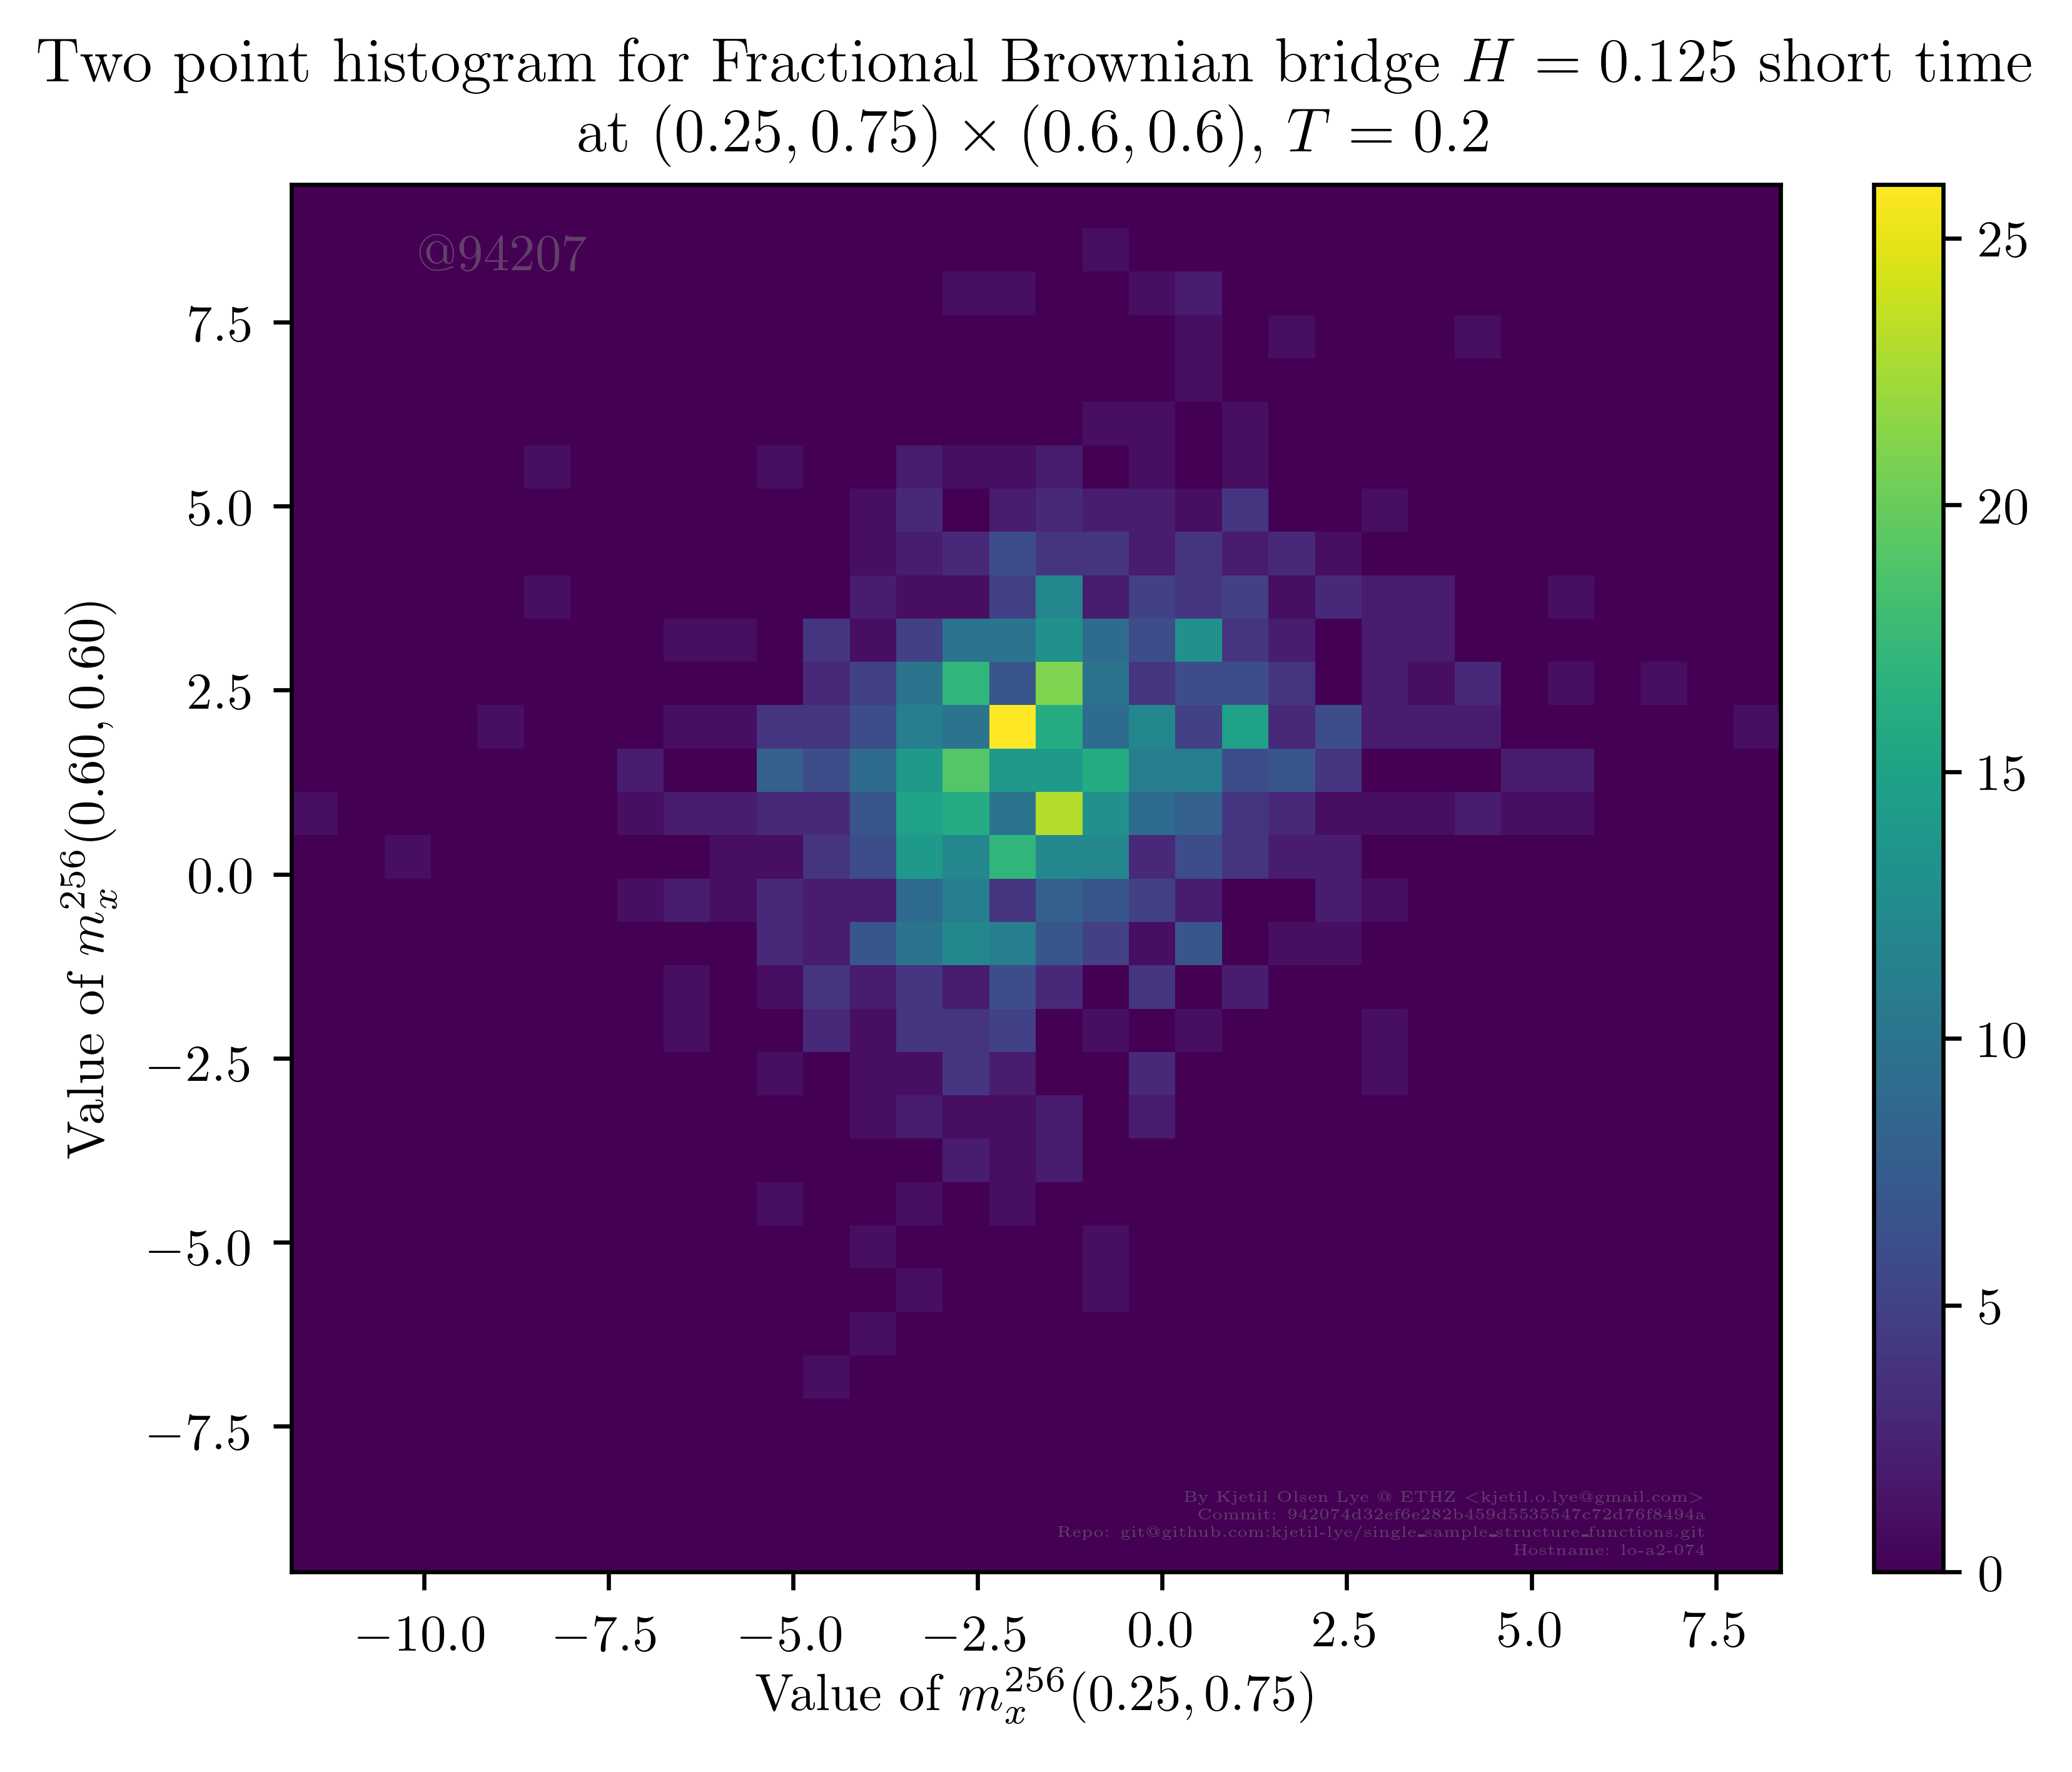 Two point histogram for Fractional Brownian bridge H = 0.125 short time
at (0.25, 0.75) × (0.6, 0.6), T = 0.2
@94207
7.5
5.0
2.5
0.0
−2.5
−5.0
−7.5
Value of m_x^256(0.60, 0.60)
25
20
15
10
5
0
By Kjetil Olsen Lye @ ETHZ <kjetil.o.lye@gmail.com>
Commit: 942074d32ef6e282b459d5535547c72d76f8494a
Repo: git@github.com:kjetil-lye/single_sample_structure_functions.git
Hostname: lo-a2-074
−10.0 −7.5 −5.0 −2.5 0.0 2.5 5.0 7.5
Value of m_x^256(0.25, 0.75)